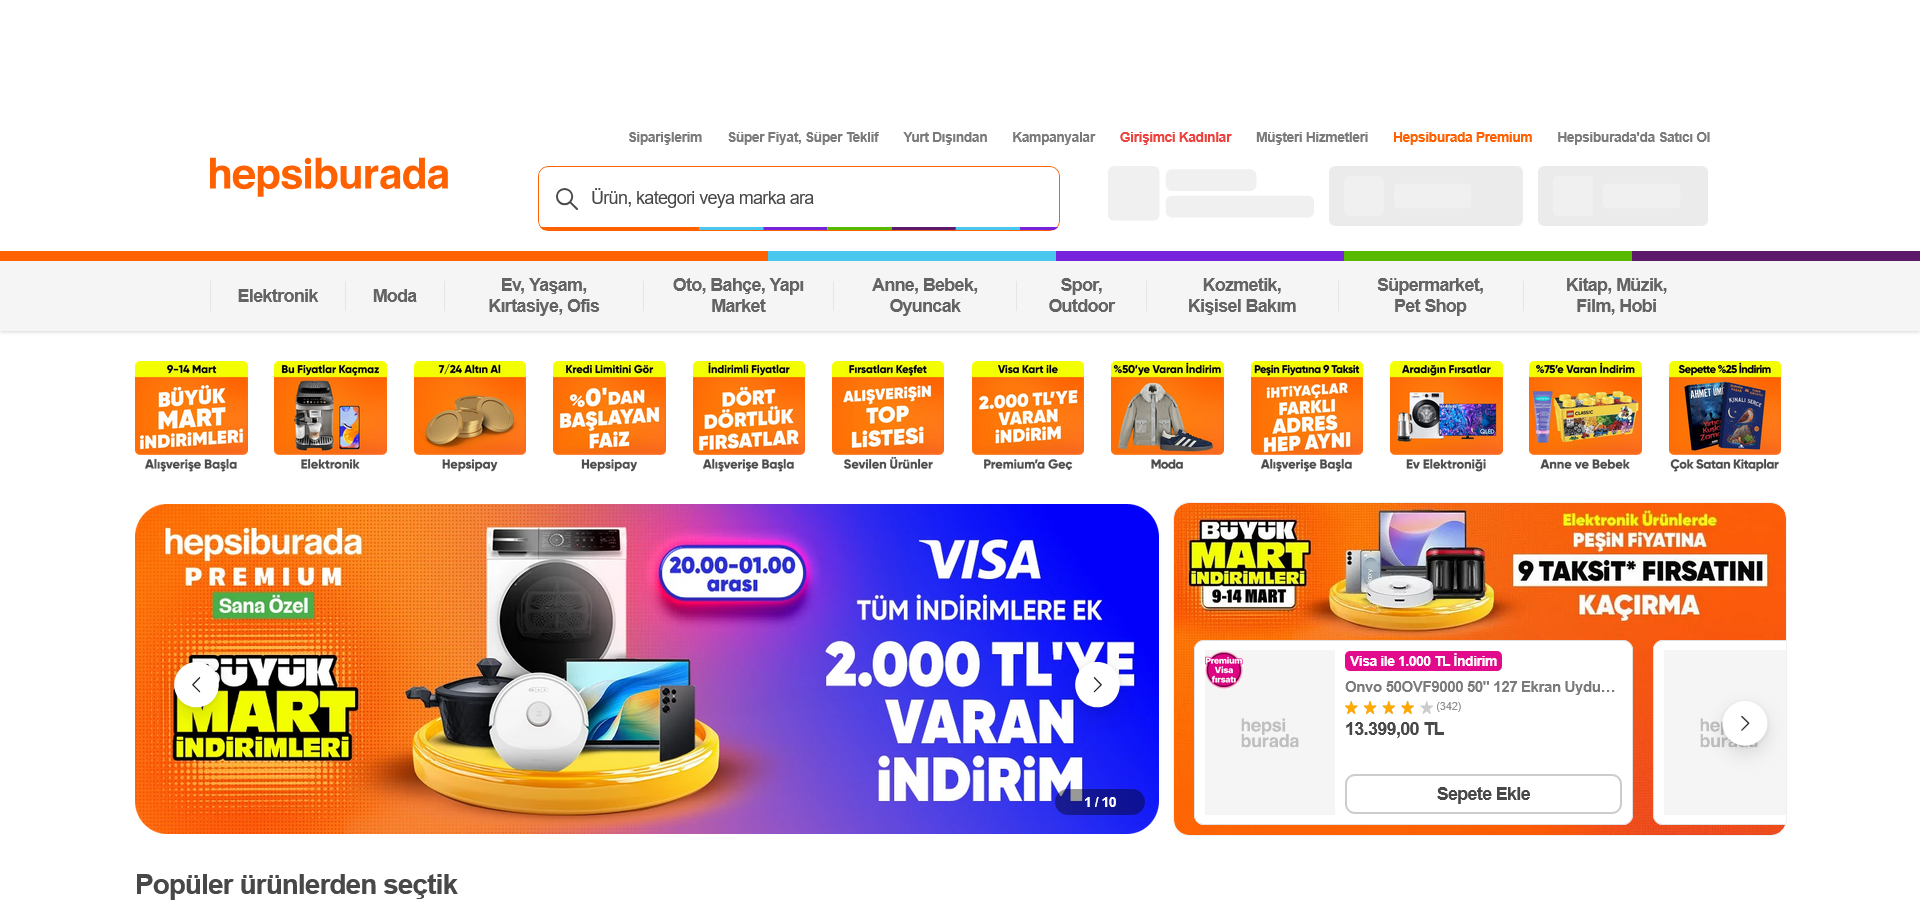 Siparişlerim
Süper Fiyat, Süper Teklif
Yurt Dışından
Kampanyalar
Girişimci Kadınlar
Müşteri Hizmetleri
Hepsiburada Premium
Hepsiburada'da Satıcı Ol
hepsiburada
Ürün, kategori veya marka ara
Elektronik
Moda
Ev, Yaşam,
Kırtasiye, Ofis
Oto, Bahçe, Yapı
Market
Anne, Bebek,
Oyuncak
Spor,
Outdoor
Kozmetik,
Kişisel Bakım
Süpermarket,
Pet Shop
Kitap, Müzik,
Film, Hobi
9-14 Mart
BÜYÜK
MART
İNDİRİMLERİ
Alışverişe Başla
Bu Fiyatlar Kaçmaz
Elektronik
7/24 Altın Al
Hepsipay
Kredi Limitini Gör
%0'DAN
BAŞLAYAN
FAİZ
Hepsipay
İndirimli Fiyatlar
DÖRT
DÖRTLÜK
FIRSATLAR
Alışverişe Başla
Fırsatları Keşfet
ALIŞVERİŞİN
TOP
LİSTESİ
Sevilen Ürünler
Visa Kart ile
2.000 TL'YE
VARAN
İNDİRİM
Premium'a Geç
%50'ye Varan İndirim
Moda
Peşin Fiyatına 9 Taksit
İHTİYAÇLAR
FARKLI
ADRES
HEP AYNI
Alışverişe Başla
Aradığın Fırsatlar
QLED
Ev Elektroniği
%75'e Varan İndirim
LEGO
CLASSIC
Anne ve Bebek
Sepette %25 İndirim
AHMET ÜMİT
KINALI SERÇE
Çok Satan Kitaplar
hepsiburada
PREMIUM
Sana Özel
BÜYÜK
MART
İNDİRİMLERİ
20.00-01.00
arası
VISA
TÜM İNDİRİMLERE EK
2.000 TL'YE
VARAN
İNDİRİM
1 / 10
BÜYÜK
MART
İNDİRİMLERİ
9-14 MART
Elektronik Ürünlerde
PEŞİN FİYATINA
9 TAKSİT* FIRSATINI
KAÇIRMA
Premium
Visa
fırsatı
hepsi
burada
Visa ile 1.000 TL İndirim
Onvo 50OVF9000 50" 127 Ekran Uydu…
(342)
13.399,00 TL
Sepete Ekle
Popüler ürünlerden seçtik